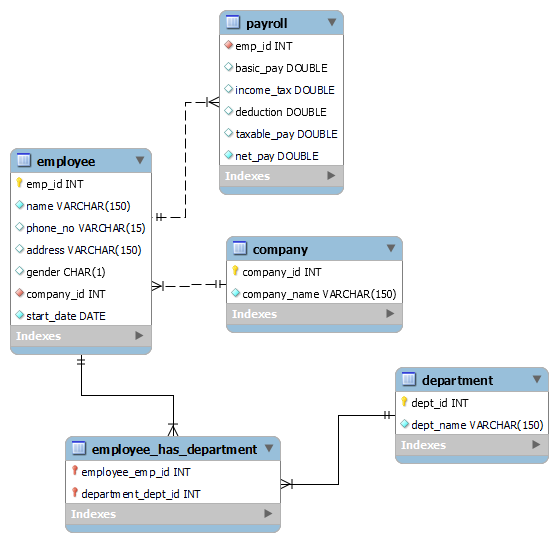 payroll
emp_id INT
basic_pay DOUBLE
income_tax DOUBLE
deduction DOUBLE
taxable_pay DOUBLE
net_pay DOUBLE
Indexes
employee
emp_id INT
name VARCHAR(150)
phone_no VARCHAR(15)
address VARCHAR(150)
gender CHAR(1)
company_id INT
start_date DATE
Indexes
company
company_id INT
company_name VARCHAR(150)
Indexes
department
dept_id INT
dept_name VARCHAR(150)
Indexes
employee_has_department
employee_emp_id INT
department_dept_id INT
Indexes